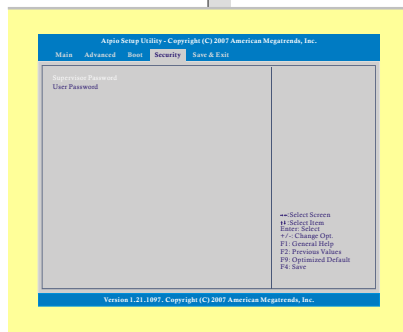 Atpio Setup Utility - Copyright (C) 2007 American Megatrends, Inc.
Main Advanced Boot Security Save & Exit
Supervisor Password
User Password
→←:Select Screen
↑↓:Select Item
Enter: Select
+/-: Change Opt.
F1: General Help
F2: Previous Values
F9: Optimized Default
F4: Save
Version 1.21.1097. Copyright (C) 2007 American Megatrends, Inc.